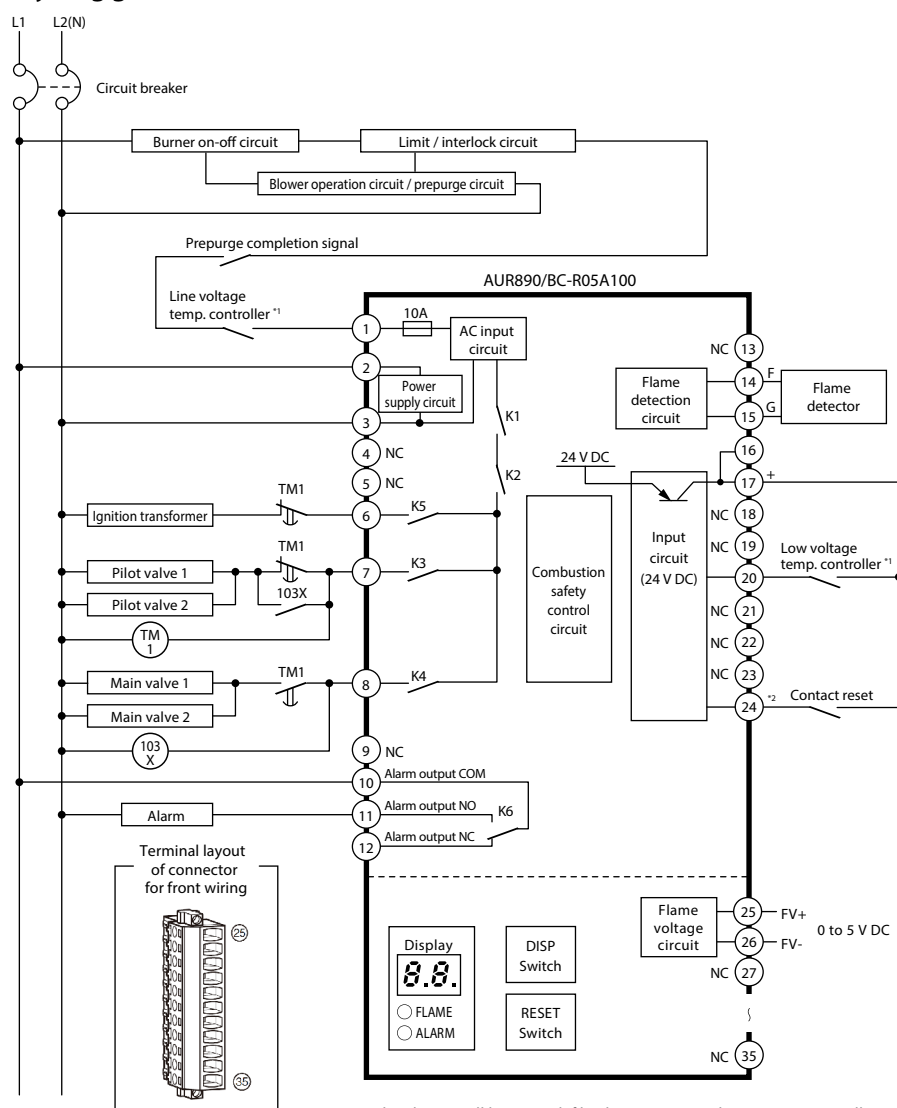 L1
L2(N)
Circuit breaker
Burner on-off circuit
Limit / interlock circuit
Blower operation circuit / prepurge circuit
Prepurge completion signal
AUR890/BC-R05A100
Line voltage
temp. controller *1
1
10A
AC input
circuit
2
Power
supply circuit
3
K1
4
NC
5
NC
K2
Ignition transformer
TM1
6
K5
Pilot valve 1
TM1
7
K3
Pilot valve 2
103X
TM
1
Main valve 1
TM1
8
K4
Main valve 2
103
X
9
NC
10
Alarm output COM
Alarm
11
Alarm output NO
K6
12
Alarm output NC
NC
13
Flame
detection
circuit
14
F
15
G
Flame
detector
16
24 V DC
17
+
NC
18
NC
19
Input
circuit
(24 V DC)
Combustion
safety
control
circuit
20
Low voltage
temp. controller *1
NC
21
NC
22
NC
23
24
*2
Contact reset
Terminal layout
of connector
for front wiring
25
35
Display
8.8.
FLAME
ALARM
DISP
Switch
RESET
Switch
Flame
voltage
circuit
25
FV+
26
FV-
0 to 5 V DC
NC
27
NC
35